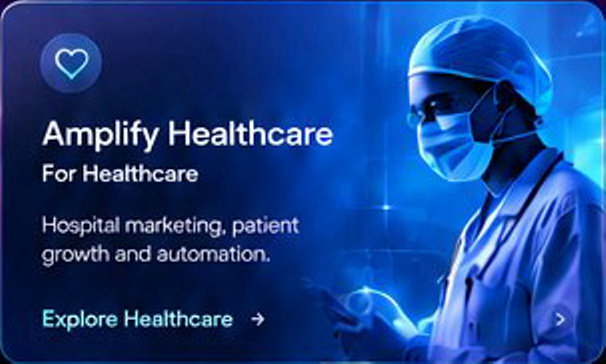 Amplify Healthcare
For Healthcare
Hospital marketing, patient
growth and automation.
Explore Healthcare →